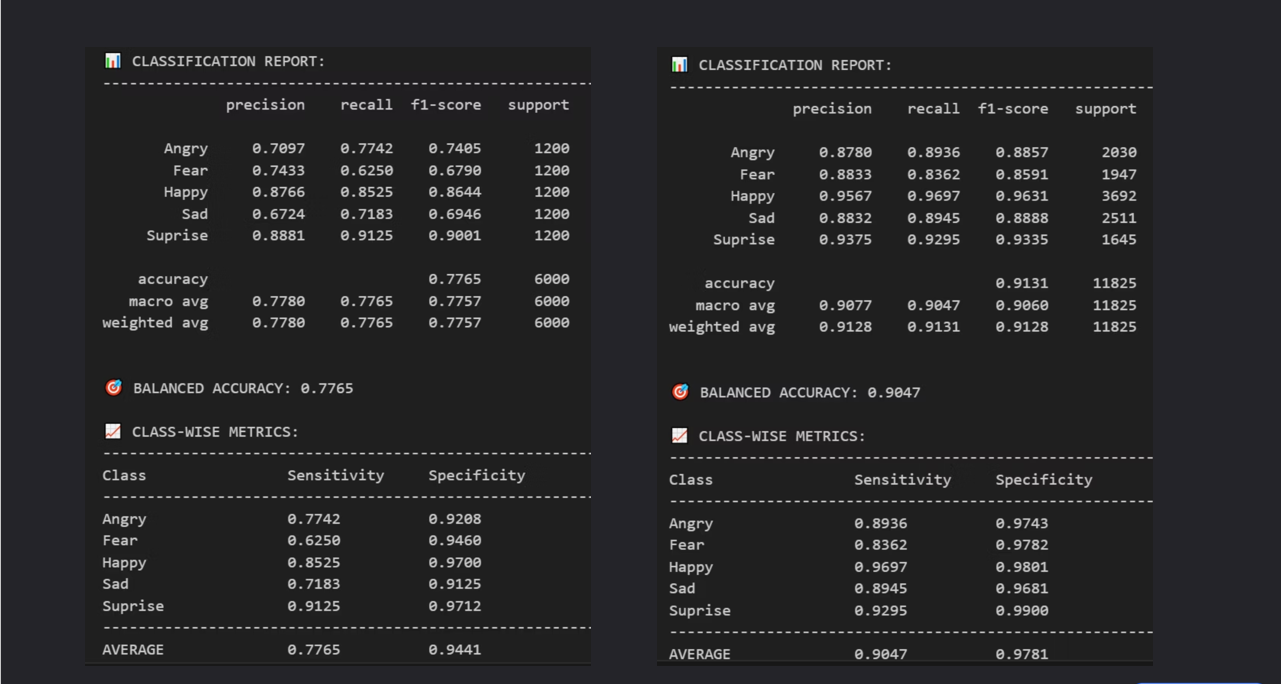 📊 CLASSIFICATION REPORT:
------------------------------------------------------------
precision recall f1-score support
Angry 0.7097 0.7742 0.7405 1200
Fear 0.7433 0.6250 0.6790 1200
Happy 0.8766 0.8525 0.8644 1200
Sad 0.6724 0.7183 0.6946 1200
Suprise 0.8881 0.9125 0.9001 1200
accuracy 0.7765 6000
macro avg 0.7780 0.7765 0.7757 6000
weighted avg 0.7780 0.7765 0.7757 6000
🎯 BALANCED ACCURACY: 0.7765
📈 CLASS-WISE METRICS:
------------------------------------------------------------
Class Sensitivity Specificity
------------------------------------------------------------
Angry 0.7742 0.9208
Fear 0.6250 0.9460
Happy 0.8525 0.9700
Sad 0.7183 0.9125
Suprise 0.9125 0.9712
------------------------------------------------------------
AVERAGE 0.7765 0.9441
📊 CLASSIFICATION REPORT:
------------------------------------------------------------
precision recall f1-score support
Angry 0.8780 0.8936 0.8857 2030
Fear 0.8833 0.8362 0.8591 1947
Happy 0.9567 0.9697 0.9631 3692
Sad 0.8832 0.8945 0.8888 2511
Suprise 0.9375 0.9295 0.9335 1645
accuracy 0.9131 11825
macro avg 0.9077 0.9047 0.9060 11825
weighted avg 0.9128 0.9131 0.9128 11825
🎯 BALANCED ACCURACY: 0.9047
📈 CLASS-WISE METRICS:
------------------------------------------------------------
Class Sensitivity Specificity
------------------------------------------------------------
Angry 0.8936 0.9743
Fear 0.8362 0.9782
Happy 0.9697 0.9801
Sad 0.8945 0.9681
Suprise 0.9295 0.9900
------------------------------------------------------------
AVERAGE 0.9047 0.9781